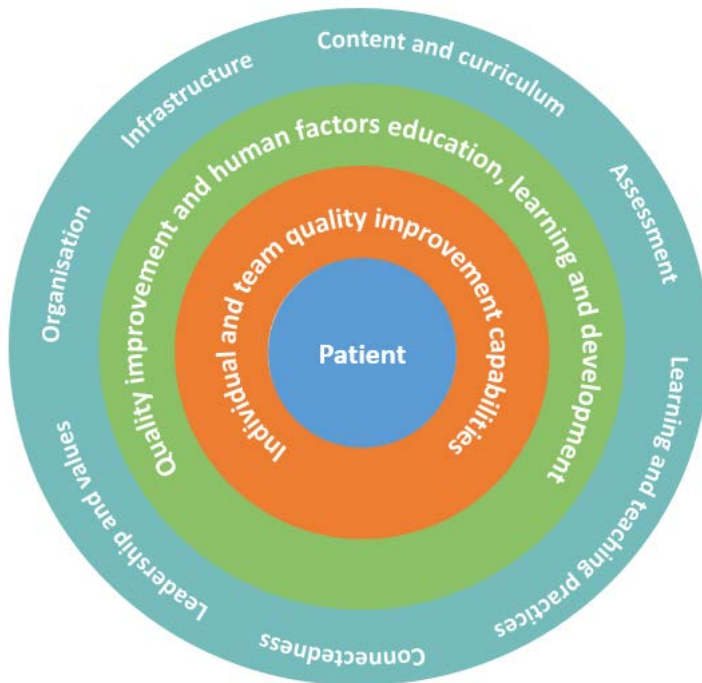 Content and curriculum
Assessment
Learning and teaching practices
Connectedness
Leadership and values
Organisation
Infrastructure
Quality improvement and human factors education, learning and development
Individual and team quality improvement capabilities
Patient